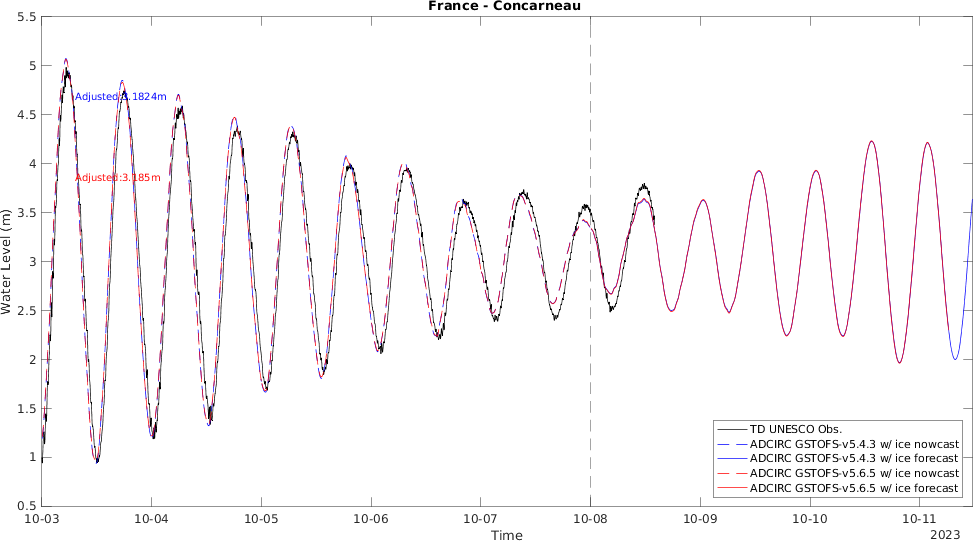 France - Concarneau
5.5
5
4.5
4
3.5
3
2.5
2
1.5
1
0.5
Water Level (m)
Adjusted:3.1824m
Adjusted:3.185m
TD UNESCO Obs.
ADCIRC GSTOFS-v5.4.3 w/ ice nowcast
ADCIRC GSTOFS-v5.4.3 w/ ice forecast
ADCIRC GSTOFS-v5.6.5 w/ ice nowcast
ADCIRC GSTOFS-v5.6.5 w/ ice forecast
10-03 10-04 10-05 10-06 10-07 10-08 10-09 10-10 10-11
Time
2023